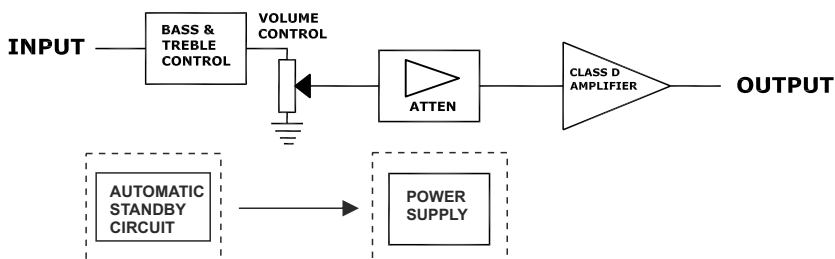 INPUT
BASS &
TREBLE
CONTROL
VOLUME
CONTROL
ATTEN
CLASS D
AMPLIFIER
OUTPUT
AUTOMATIC
STANDBY
CIRCUIT
POWER
SUPPLY